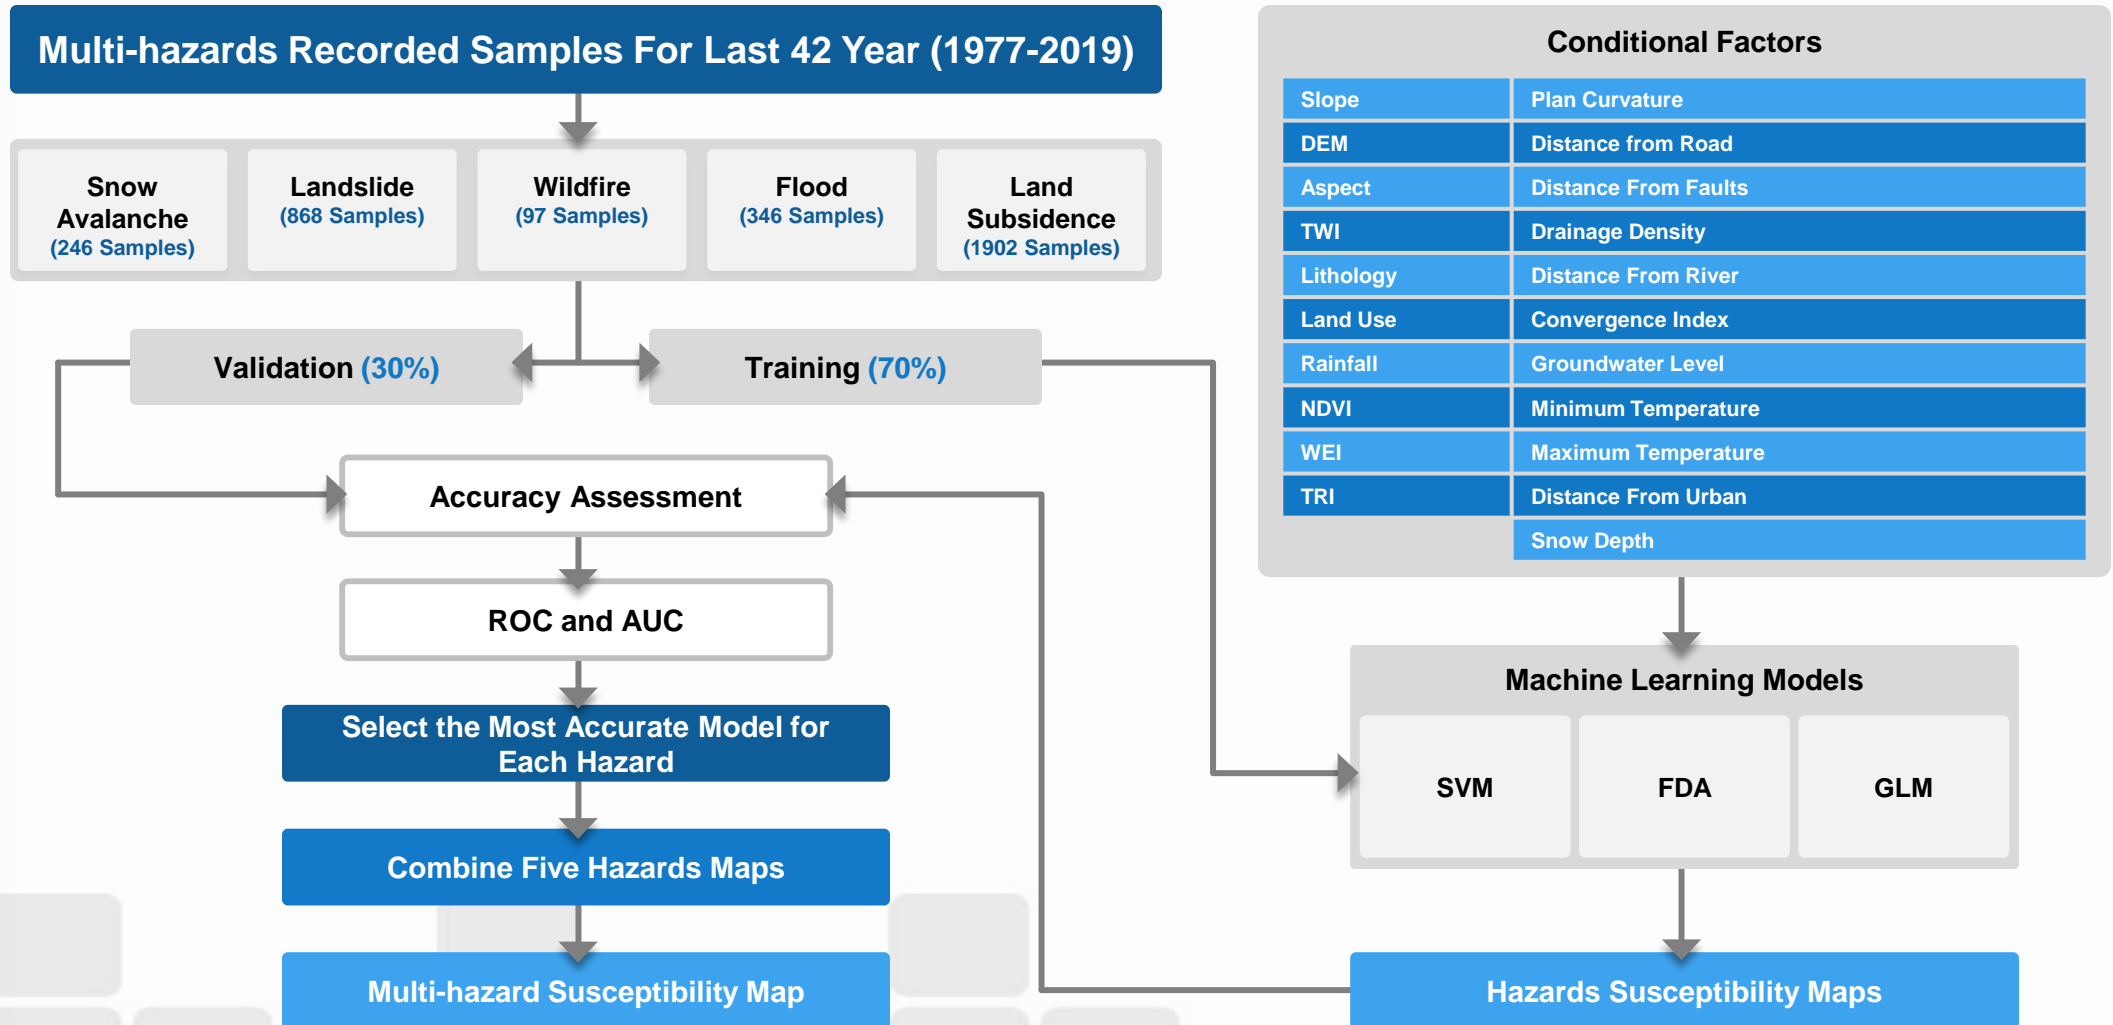 Multi-hazards Recorded Samples For Last 42 Year (1977-2019)
Snow
Avalanche
(246 Samples)
Landslide
(868 Samples)
Wildfire
(97 Samples)
Flood
(346 Samples)
Land
Subsidence
(1902 Samples)
Validation (30%)
Training (70%)
Accuracy Assessment
ROC and AUC
Select the Most Accurate Model for
Each Hazard
Combine Five Hazards Maps
Multi-hazard Susceptibility Map
Conditional Factors
Slope
Plan Curvature
DEM
Distance from Road
Aspect
Distance From Faults
TWI
Drainage Density
Lithology
Distance From River
Land Use
Convergence Index
Rainfall
Groundwater Level
NDVI
Minimum Temperature
WEI
Maximum Temperature
TRI
Distance From Urban
Snow Depth
Machine Learning Models
SVM
FDA
GLM
Hazards Susceptibility Maps